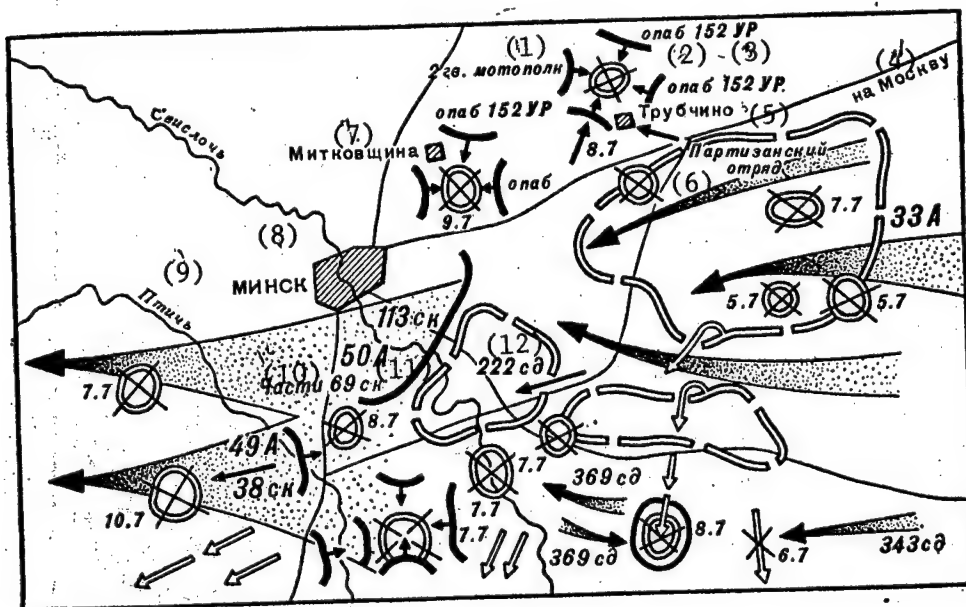 опаб 152 УР
(1)
(2) - (3)
(4)
2 гв. мотополк
на Москву
опаб 152 УР.
опаб 152 УР
Трубчино
(5)
8.7
Свислочь
(7)
Митковщина
Партизанский
отряд
(6)
опаб
9.7
7.7
33 А
(8)
МИНСК
(9)
Птичь
5.7
5.7
113 ск
50 А
(11)
(12)
222 сд
(10)
части 69 ск
7.7
8.7
49 А
38 ск
7.7
369 сд
10.7
7.7
7.7
369 сд
8.7
6.7
343 сд